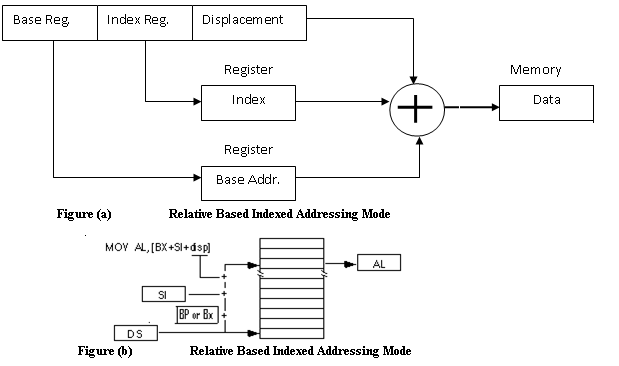 Base Reg. Index Reg. Displacement
Register Memory
Index Data
Register
Base Addr.
Figure (a) Relative Based Indexed Addressing Mode
MOV AL,[BX+SI+disp]
AL
SI
BP or Bx
DS
Figure (b) Relative Based Indexed Addressing Mode